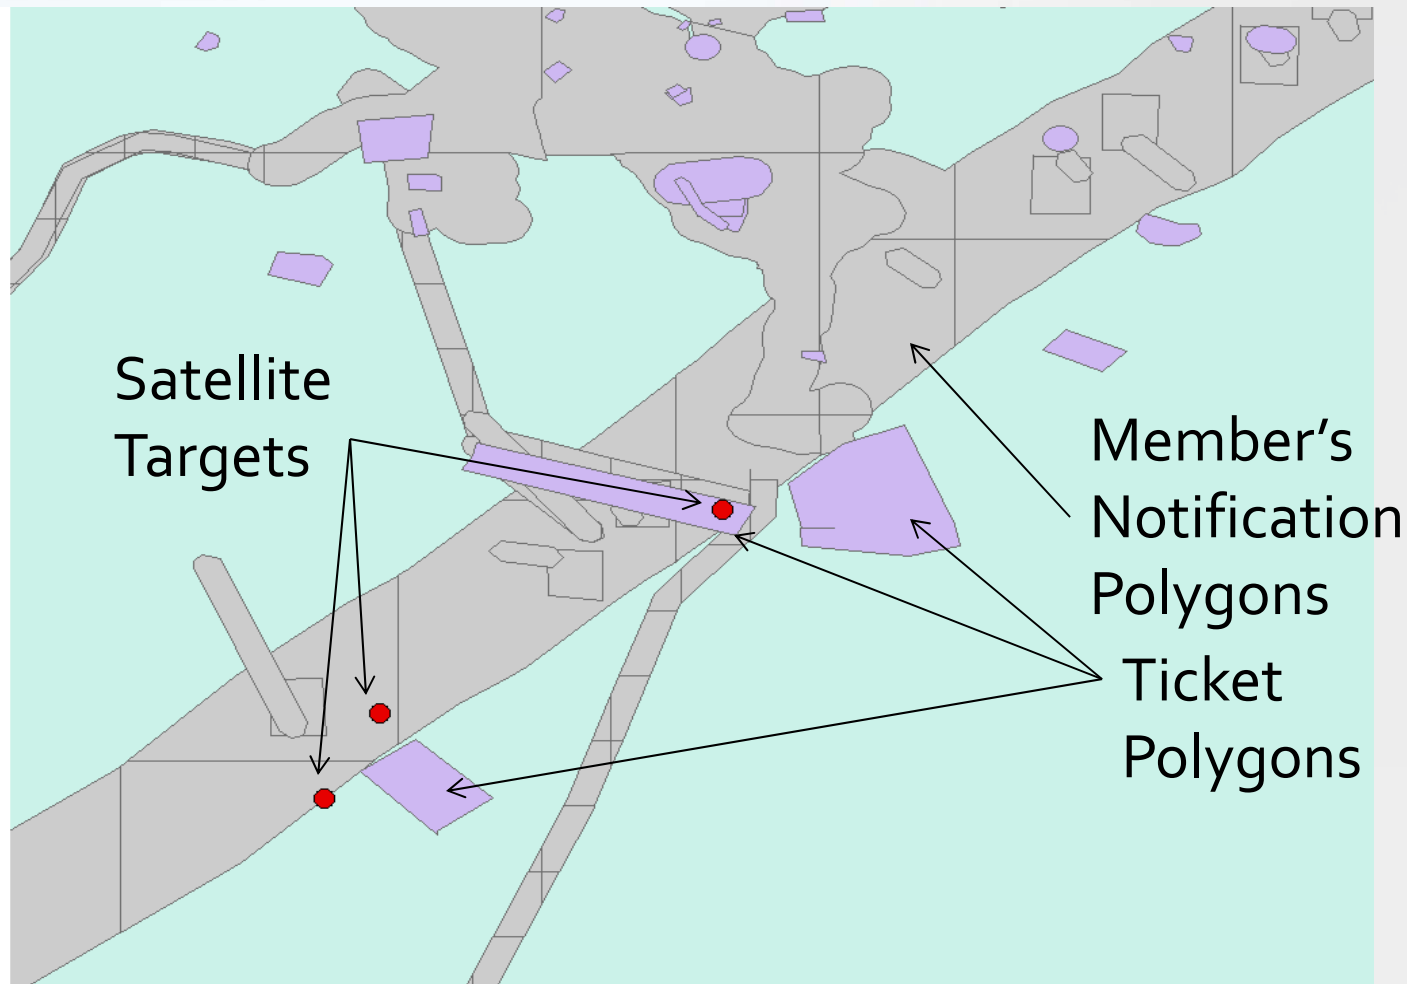 Satellite
Targets
Member’s
Notification
Polygons
Ticket
Polygons